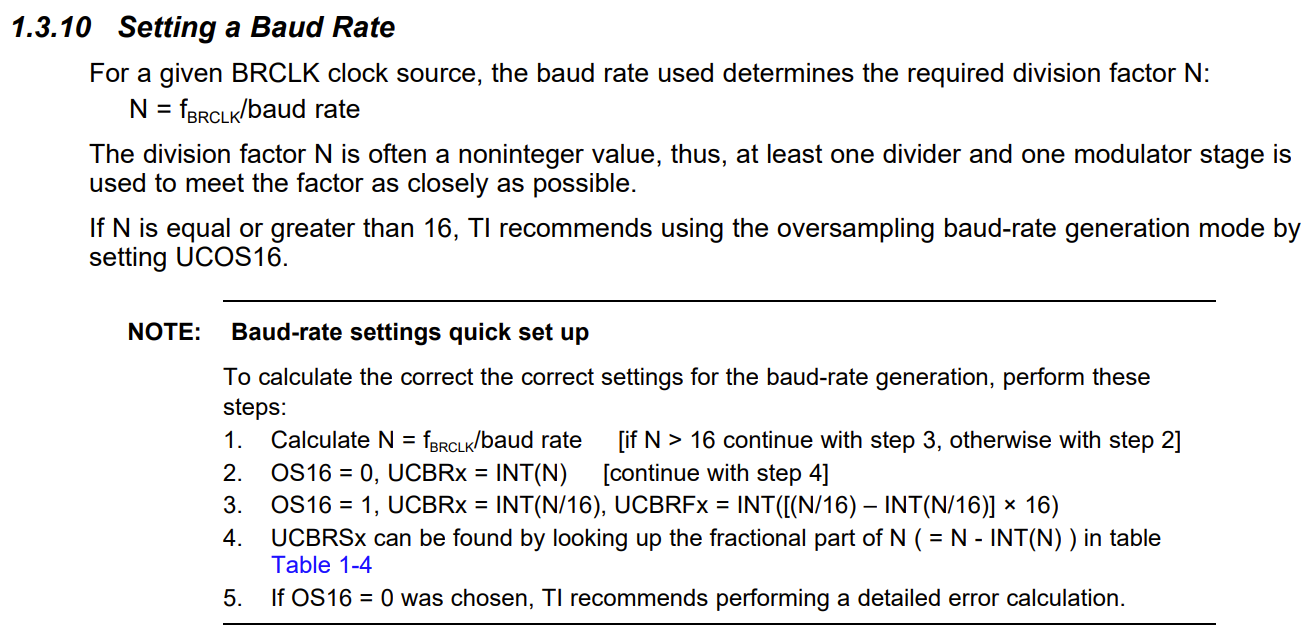 1.3.10 Setting a Baud Rate
For a given BRCLK clock source, the baud rate used determines the required division factor N:
N = fBRCLK/baud rate
The division factor N is often a noninteger value, thus, at least one divider and one modulator stage is
used to meet the factor as closely as possible.
If N is equal or greater than 16, TI recommends using the oversampling baud-rate generation mode by
setting UCOS16.
NOTE: Baud-rate settings quick set up
To calculate the correct the correct settings for the baud-rate generation, perform these
steps:
1. Calculate N = fBRCLK/baud rate [if N > 16 continue with step 3, otherwise with step 2]
2. OS16 = 0, UCBRx = INT(N) [continue with step 4]
3. OS16 = 1, UCBRx = INT(N/16), UCBRFx = INT([(N/16) – INT(N/16)] × 16)
4. UCBRSx can be found by looking up the fractional part of N ( = N - INT(N) ) in table
Table 1-4
5. If OS16 = 0 was chosen, TI recommends performing a detailed error calculation.